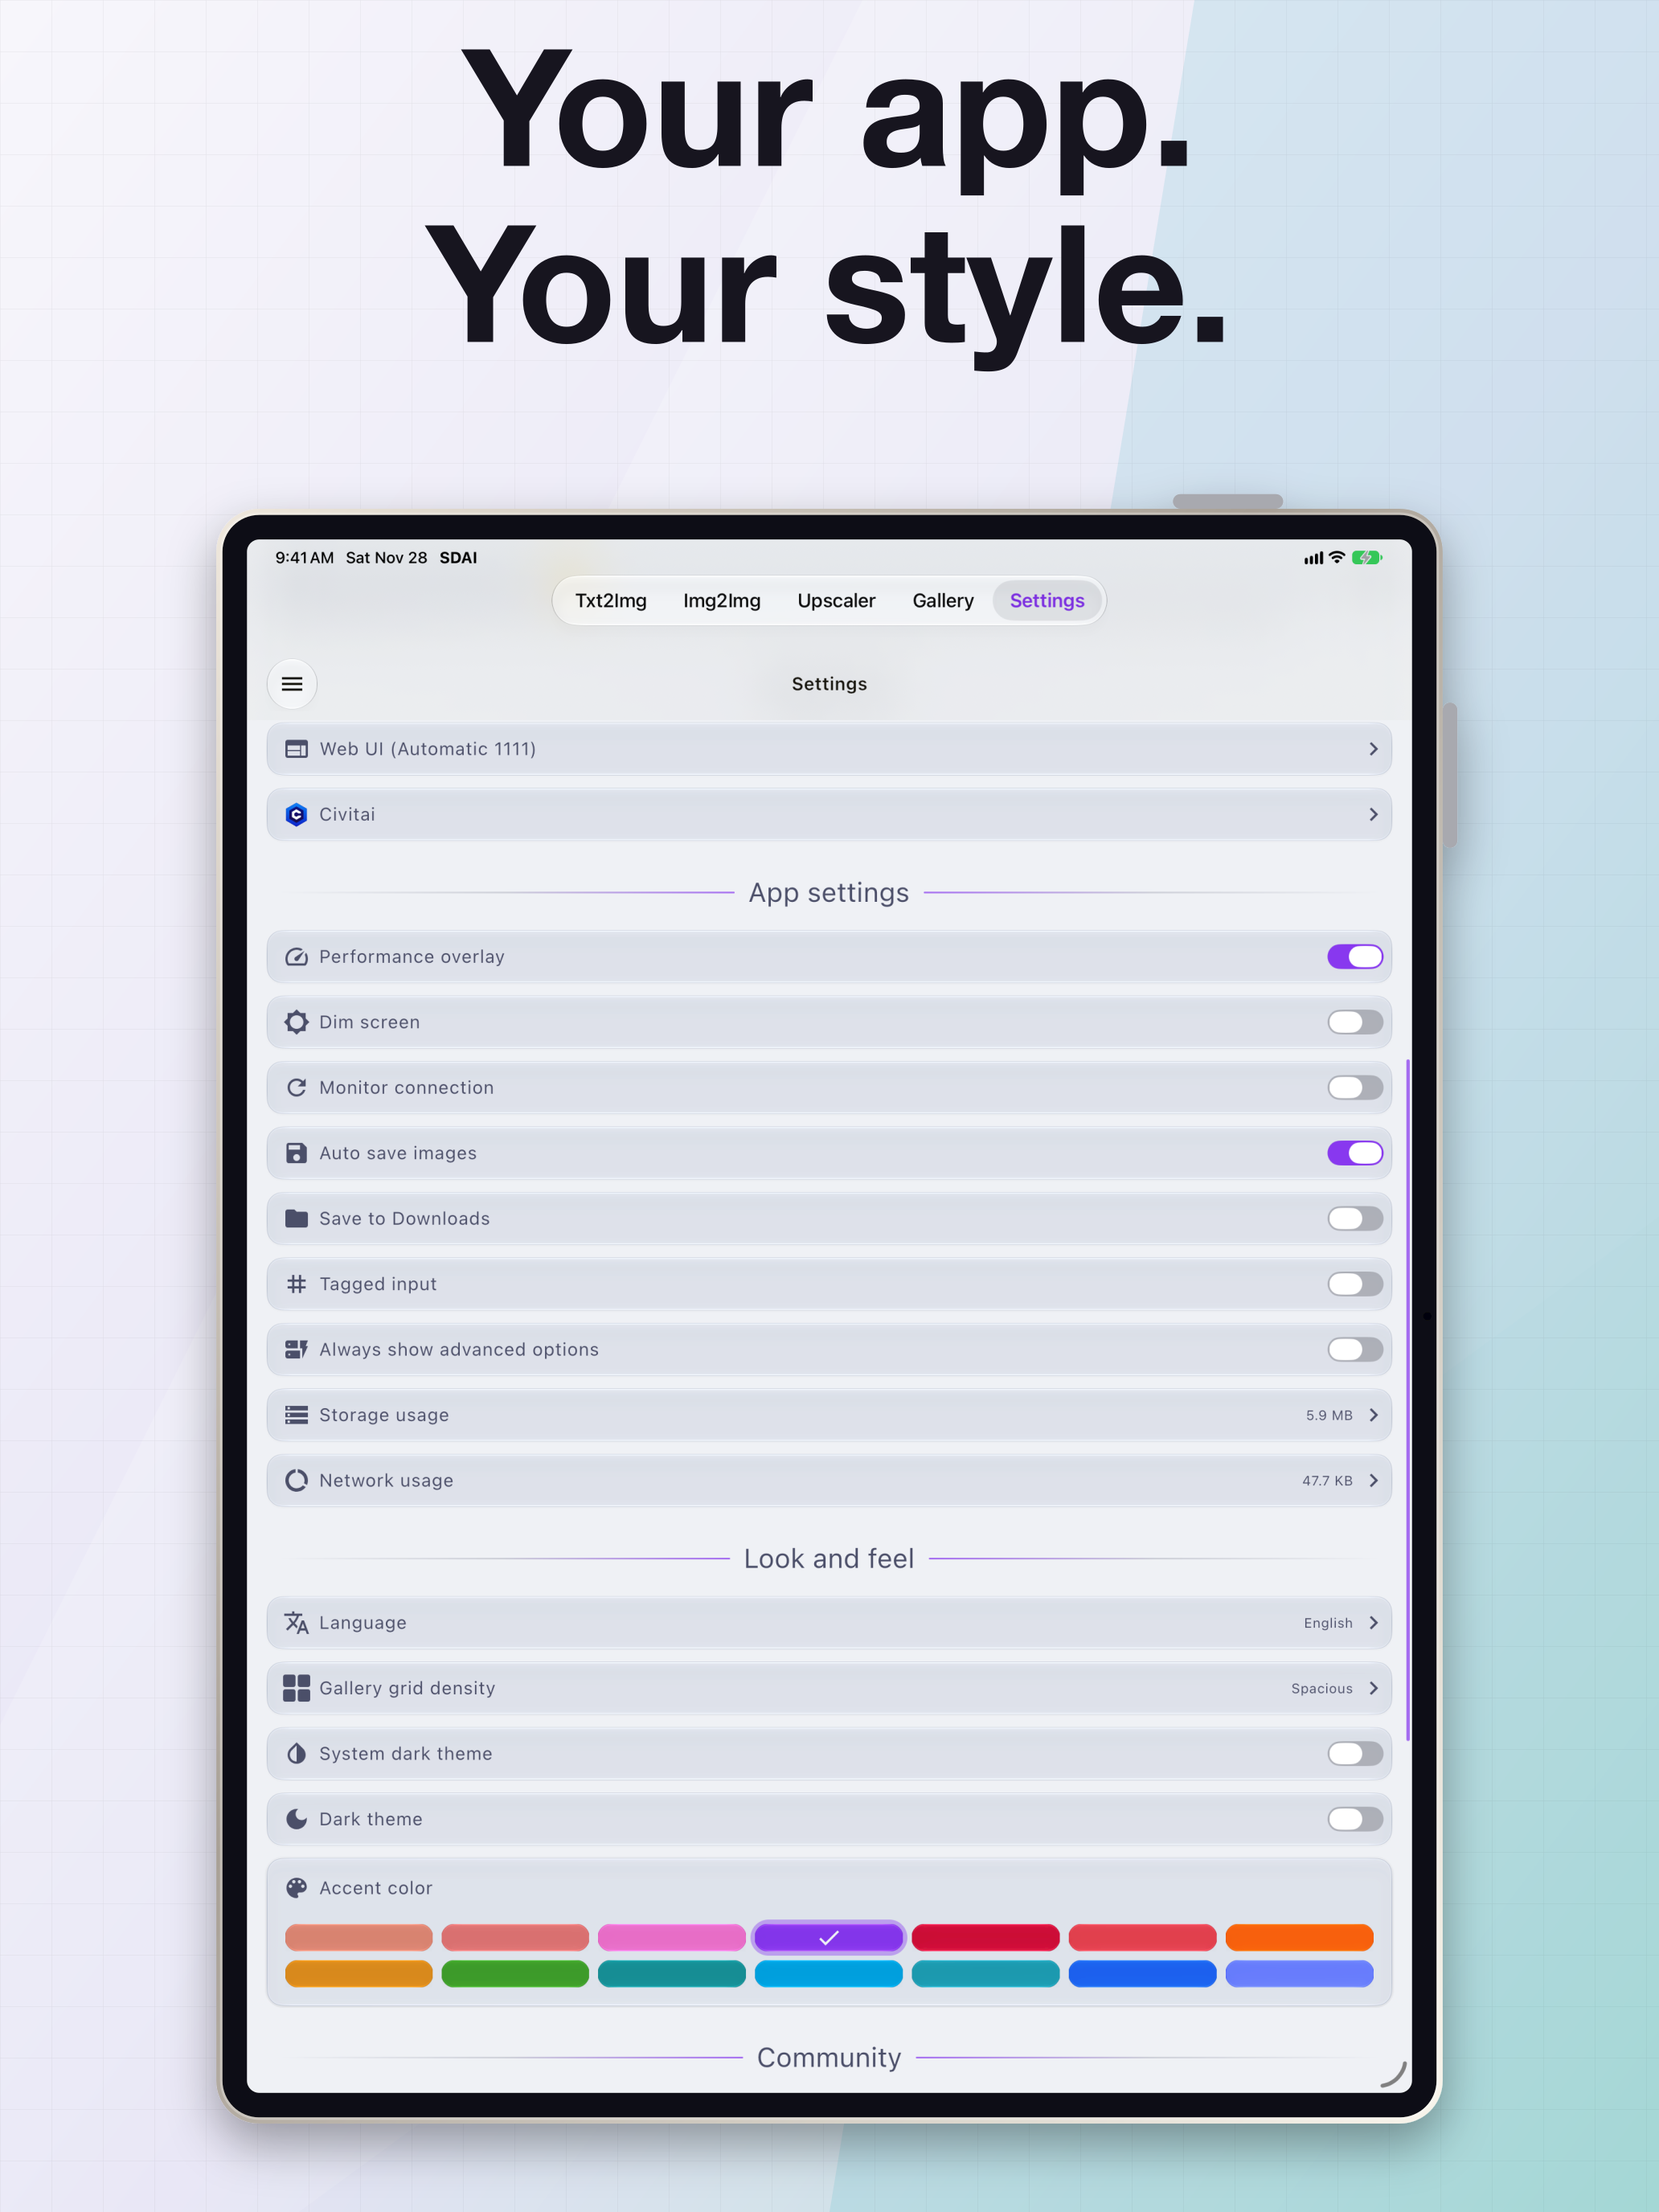 Your app.
Your style.
9:41 AM Sat Nov 28 SDAI
Txt2Img Img2Img Upscaler Gallery Settings
Settings
Web UI (Automatic 1111)
Civitai
App settings
Performance overlay
Dim screen
Monitor connection
Auto save images
Save to Downloads
Tagged input
Always show advanced options
Storage usage 5.9 MB
Network usage 47.7 KB
Look and feel
Language English
Gallery grid density Spacious
System dark theme
Dark theme
Accent color
Community